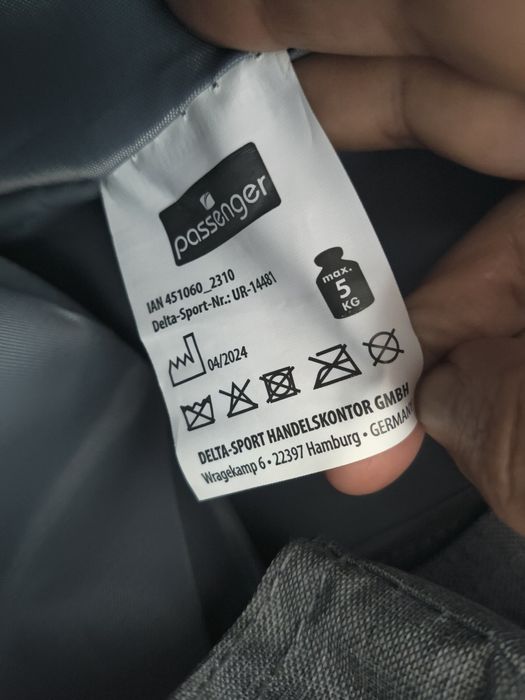 passenger
IAN 451060_2310
Delta-Sport-Nr.: UR-14481
max.
5
KG
04/2024
DELTA-SPORT HANDELSKONTOR GMBH
Wragekamp 6 • 22397 Hamburg • GERMANY